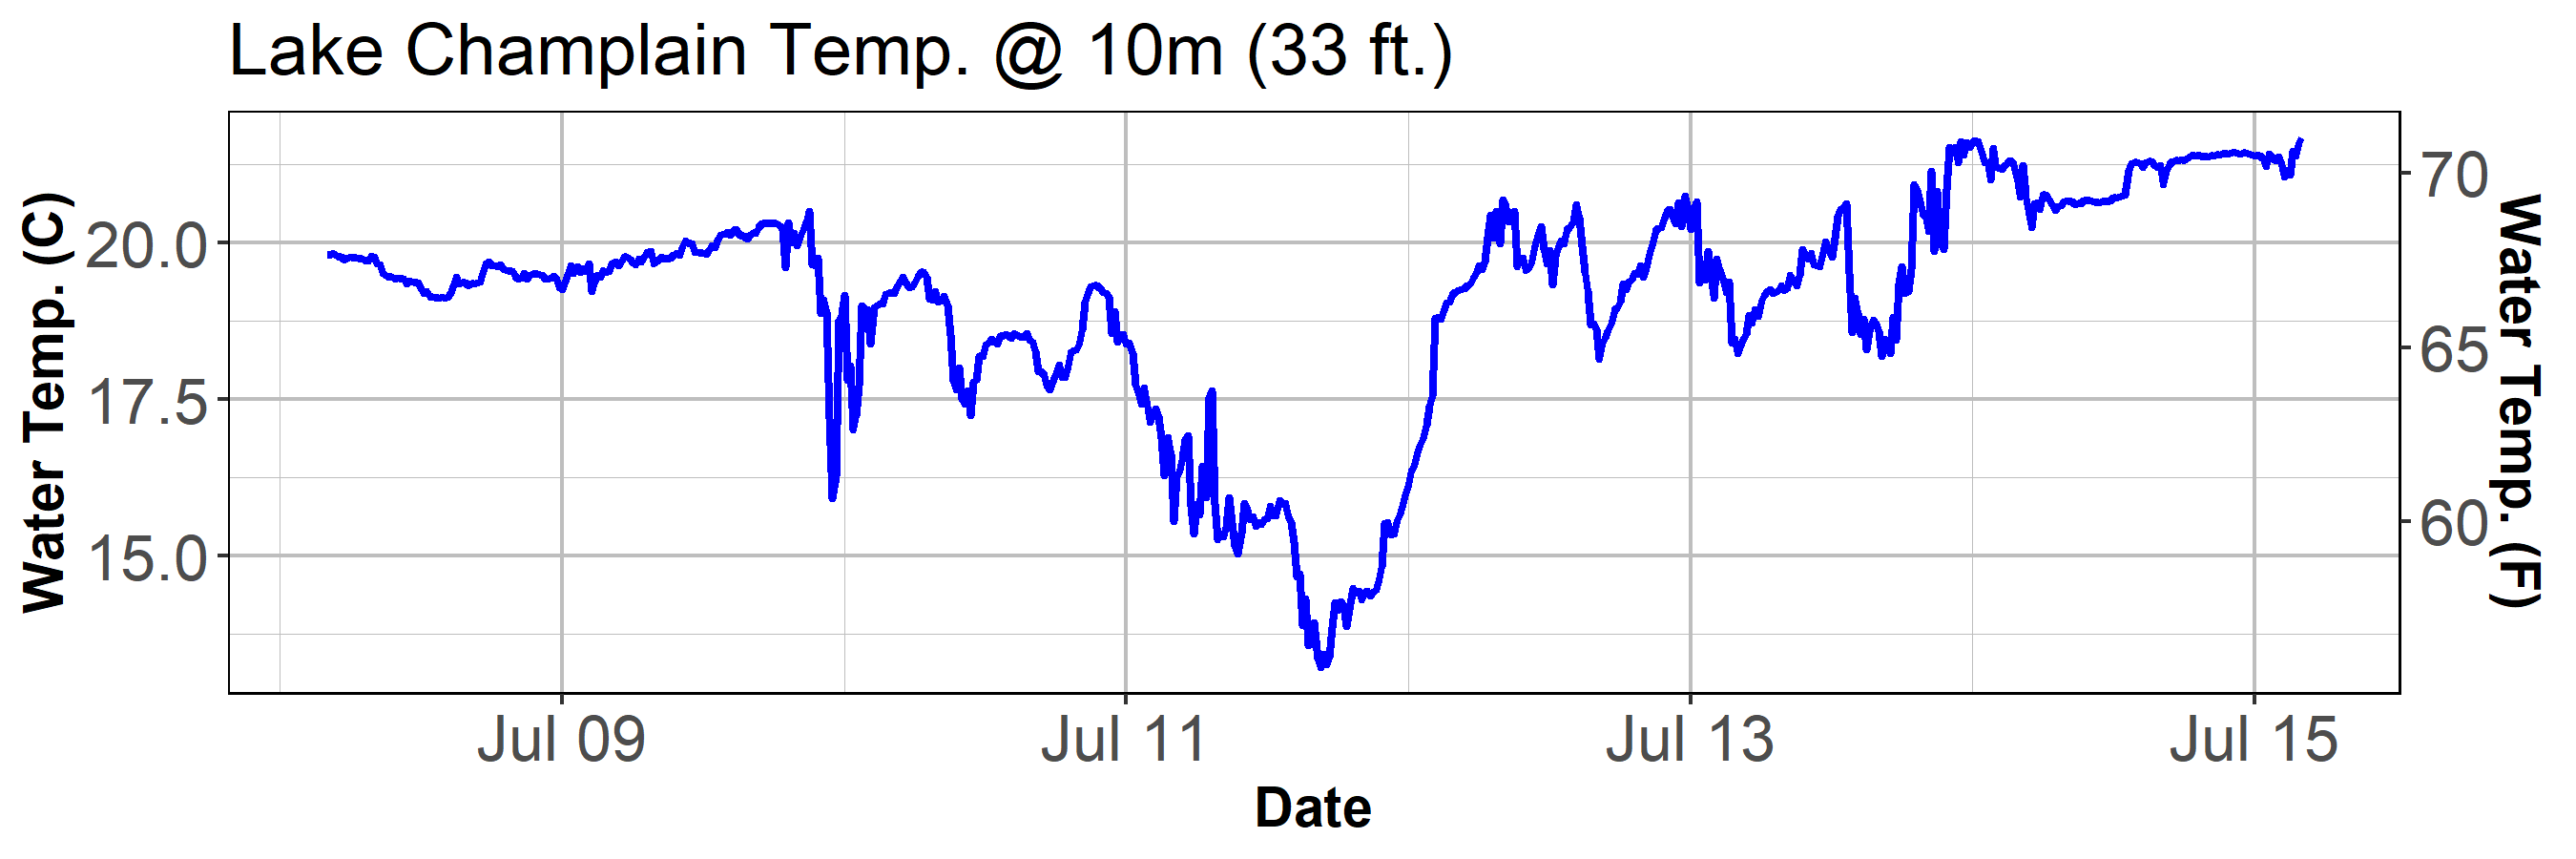 Lake Champlain Temp. @ 10m (33 ft.)
Water Temp. (C)
20.0
17.5
15.0
70
65
60
Water Temp. (F)
Jul 09
Jul 11
Jul 13
Jul 15
Date